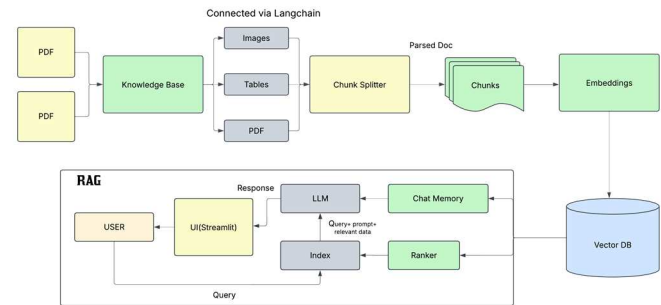 Connected via Langchain
PDF
PDF
Knowledge Base
Images
Tables
PDF
Chunk Splitter
Parsed Doc
Chunks
Embeddings
Vector DB
RAG
USER
UI(Streamlit)
Response
LLM
Chat Memory
Query+ prompt+
relevant data
Index
Ranker
Query